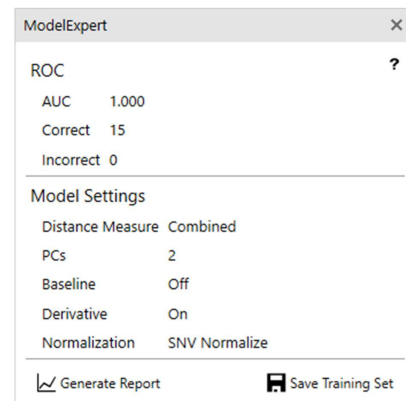 ModelExpert ×
ROC ?
AUC 1.000
Correct 15
Incorrect 0
Model Settings
Distance Measure Combined
PCs 2
Baseline Off
Derivative On
Normalization SNV Normalize
Generate Report Save Training Set